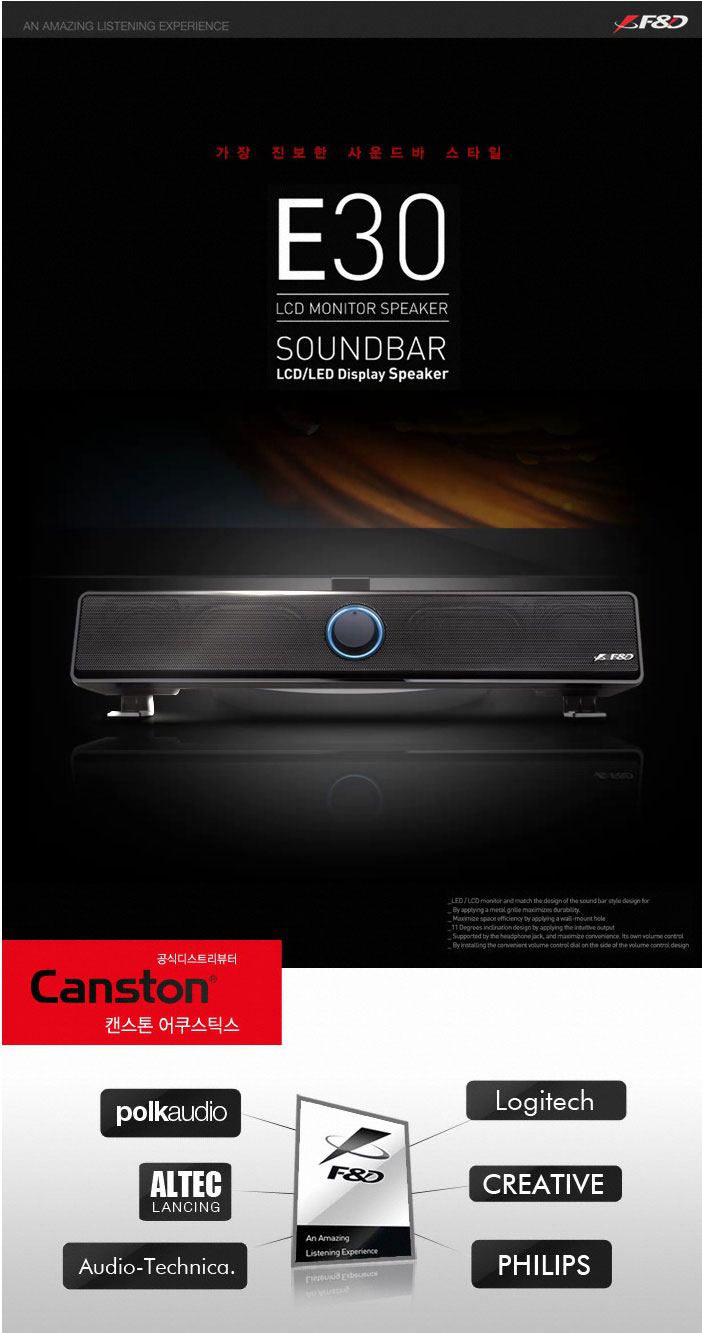 AN AMAZING LISTENING EXPERIENCE
F&D
가장 진보한 사운드바 스타일
E30
LCD MONITOR SPEAKER
SOUNDBAR
LCD/LED Display Speaker
F&D
_LED / LCD monitor and match the design of the sound bar style design for
_ By applying a metal grille maximizes durability.
_ Maximize space efficiency by applying a wall-mount hole
_11 Degrees inclination design by applying the intuitive output
_ Supported by the headphone jack, and maximize convenience. Its own volume control
_ By installing the convenient volume control dial on the side of the volume control design
공식디스트리뷰터
Canston®
캔스톤 어쿠스틱스
polkaudio
Logitech
F&D
ALTEC
LANCING
CREATIVE
An Amazing
Listening Experience
Audio-Technica.
PHILIPS